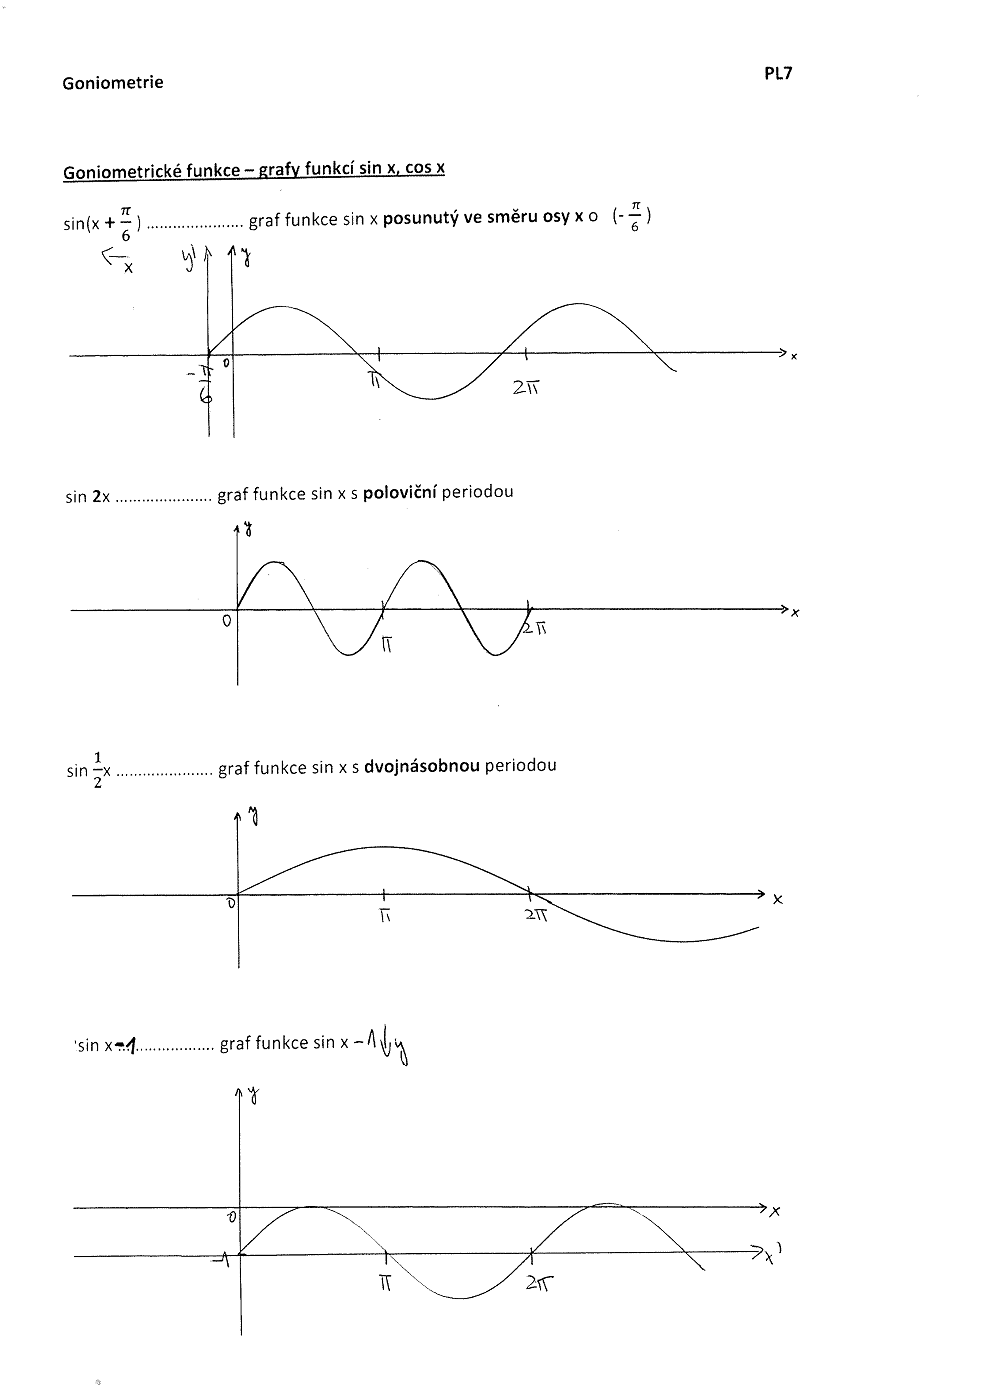 PL7
Goniometrie
Goniometrické funkce – grafy funkcí sin x, cos x
sin(x + π/6) ...................... graf funkce sin x posunutý ve směru osy x o (-π/6)
← x
y' y
0 x
-π/6 π 2π
sin 2x ...................... graf funkce sin x s poloviční periodou
y
0 π 2π x
sin 1/2x ...................... graf funkce sin x s dvojnásobnou periodou
y
0 π 2π x
sin x-1.................. graf funkce sin x – 1↓y
y
0 x
-1 x'
π 2π